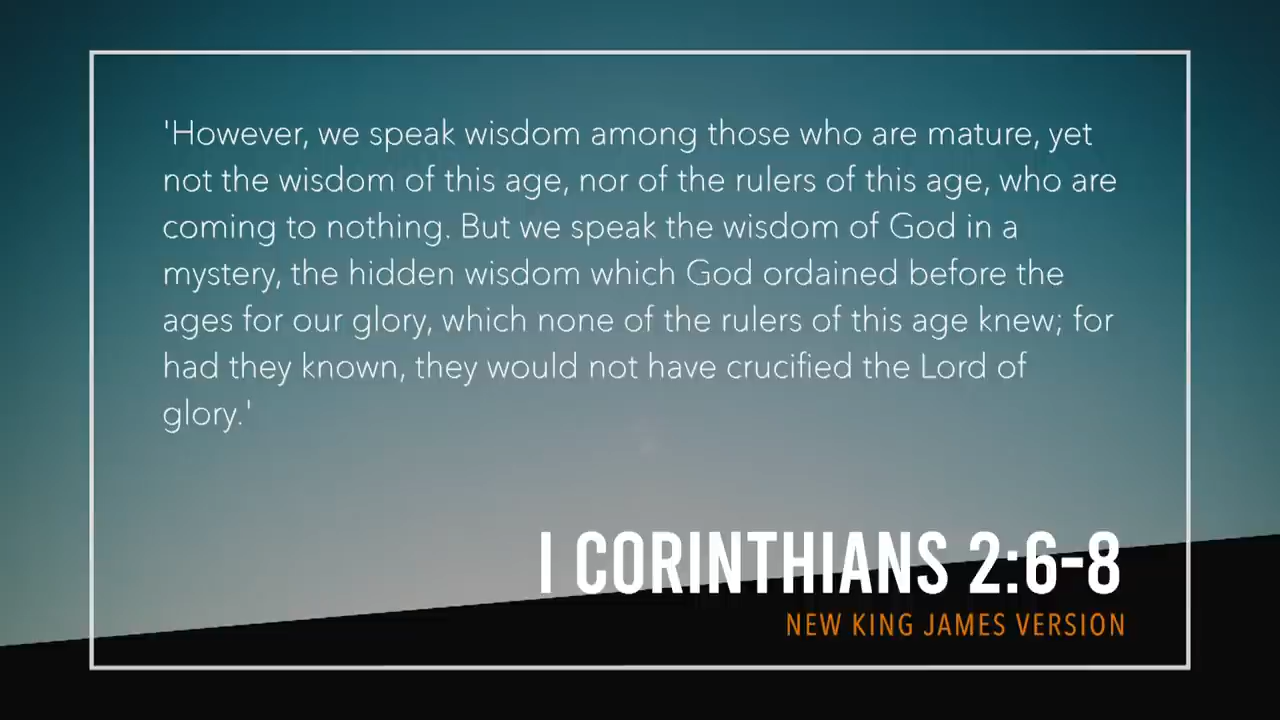 'However, we speak wisdom among those who are mature, yet
not the wisdom of this age, nor of the rulers of this age, who are
coming to nothing. But we speak the wisdom of God in a
mystery, the hidden wisdom which God ordained before the
ages for our glory, which none of the rulers of this age knew; for
had they known, they would not have crucified the Lord of
glory.'
I CORINTHIANS 2:6-8
NEW KING JAMES VERSION